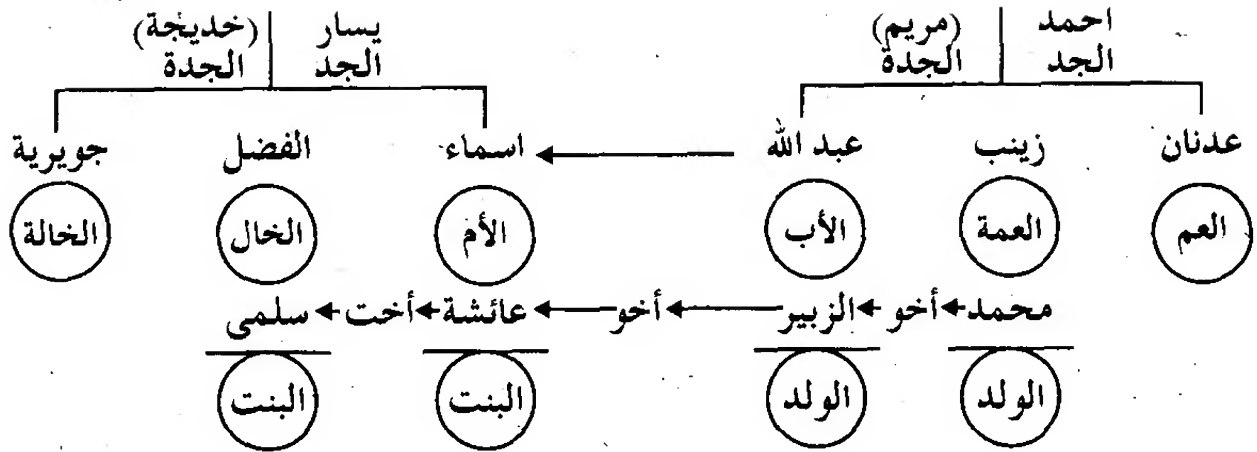 احمد (مريم) يسار (خديجة)
الجد الجدة الجد الجدة
عدنان زينب عبد الله اسماء الفضل جويرية
العم العمة الأب الأم الخال الخالة
محمد أخو الزبير أخو عائشة أخت سلمى
الولد الولد البنت البنت